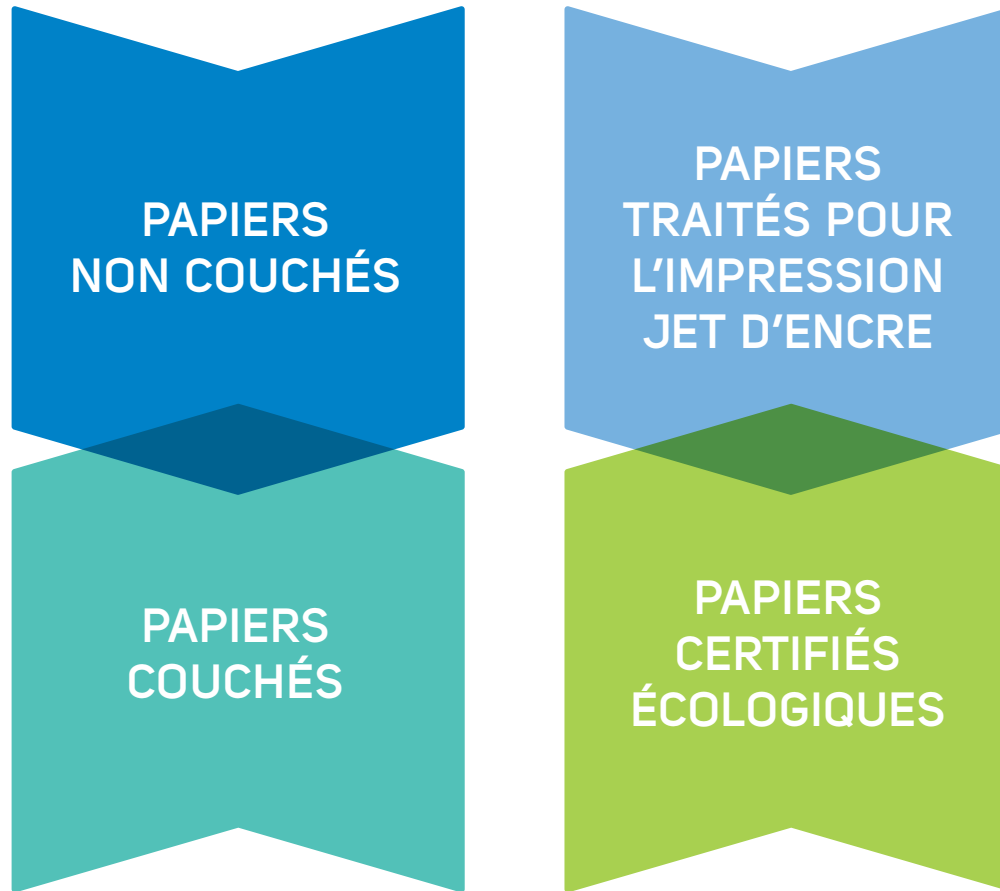 PAPIERS
NON COUCHÉS
PAPIERS
TRAITÉS POUR
L’IMPRESSION
JET D’ENCRE
PAPIERS
COUCHÉS
PAPIERS
CERTIFIÉS
ÉCOLOGIQUES